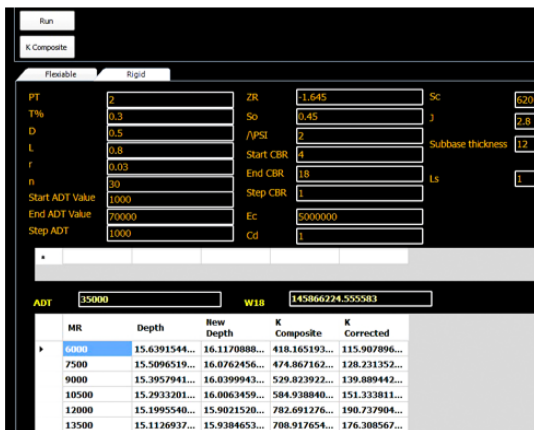 Run
K Composite
Flexiable Rigid
PT 2 ZR -1.645 Sc 620
T% 0.3 So 0.45 J 2.8
D 0.5 /\PSI 2 Subbase thickness 12
L 0.8 Start CBR 4
r 0.03 End CBR 18 Ls 1
n 30 Step CBR 1
Start ADT Value 1000
End ADT Value 70000 Ec 5000000
Step ADT 1000 Cd 1
*
ADT 35000 W18 145866224.555583
MR Depth New Depth K Composite K Corrected
6000 15.6391544... 16.1170888... 418.165193... 115.907896...
7500 15.5096519... 16.0762456... 474.867162... 128.231352...
9000 15.3957941... 16.0399943... 529.823922... 139.889442...
10500 15.2933201... 16.0063459... 584.938840... 151.333811...
12000 15.1995540... 15.9021520... 782.691276... 190.737904...
13500 15.1126937... 15.9384653... 708.917654... 176.308567...